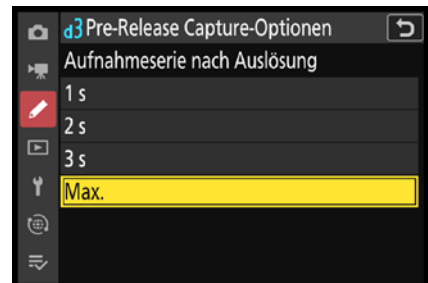 d3 Pre-Release Capture-Optionen
Aufnahmeserie nach Auslösung
1 s
2 s
3 s
Max.